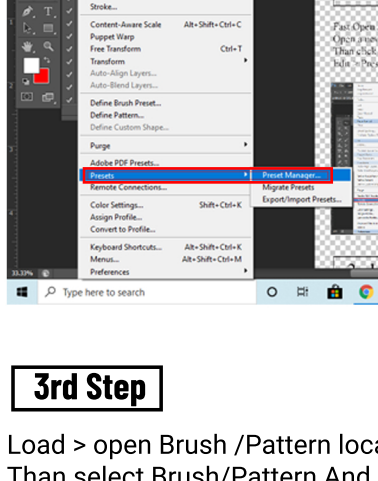 Stroke...
Content-Aware Scale Alt+Shift+Ctrl+C
Puppet Warp
Free Transform Ctrl+T
Transform
Auto-Align Layers...
Auto-Blend Layers...
Define Brush Preset...
Define Pattern...
Define Custom Shape...
Purge
Adobe PDF Presets...
Presets
Remote Connections...
Color Settings... Shift+Ctrl+K
Assign Profile...
Convert to Profile...
Keyboard Shortcuts... Alt+Shift+Ctrl+K
Menus... Alt+Shift+Ctrl+M
Preferences
Preset Manager...
Migrate Presets
Export/Import Presets...
Fast Open
Than click
33.33%
Type here to search
3rd Step
Load > open Brush /Pattern loca
Than select Brush/Pattern And